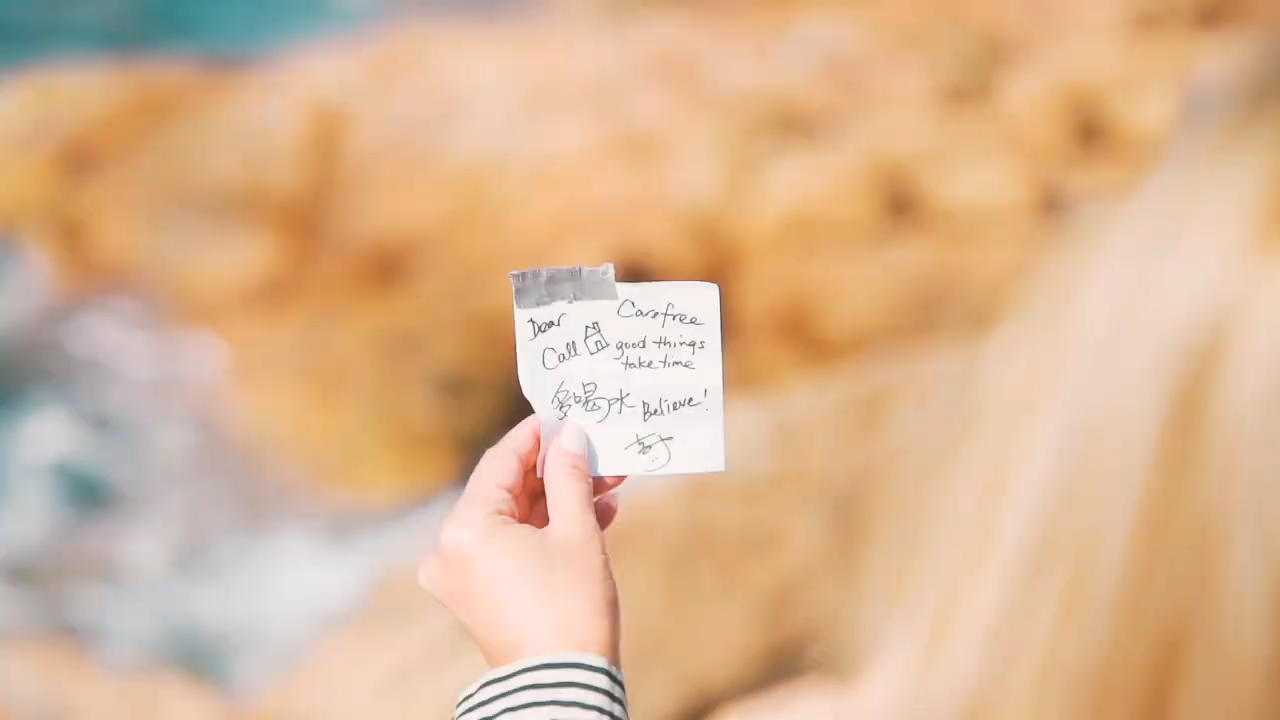 Dear
Carefree
Call
good things
take time
多喝水
Believe!